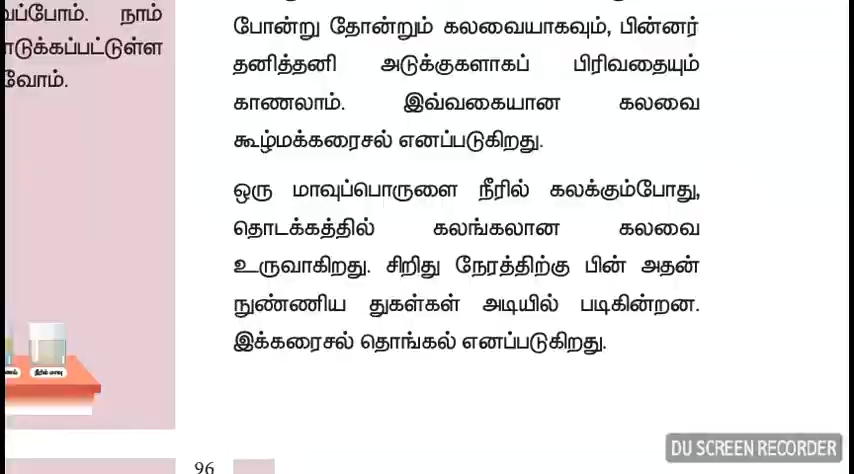 வப்போம். நாம்
ாடுக்கப்பட்டுள்ள
வோம்.
போன்று தோன்றும் கலவையாகவும், பின்னர்
தனித்தனி அடுக்குகளாகப் பிரிவதையும்
காணலாம். இவ்வகையான கலவை
கூழ்மக்கரைசல் எனப்படுகிறது.
ஒரு மாவுப்பொருளை நீரில் கலக்கும்போது,
தொடக்கத்தில் கலங்கலான கலவை
உருவாகிறது. சிறிது நேரத்திற்கு பின் அதன்
நுண்ணிய துகள்கள் அடியில் படிகின்றன.
இக்கரைசல் தொங்கல் எனப்படுகிறது.
நீரில் மாவு
96
DU SCREEN RECORDER